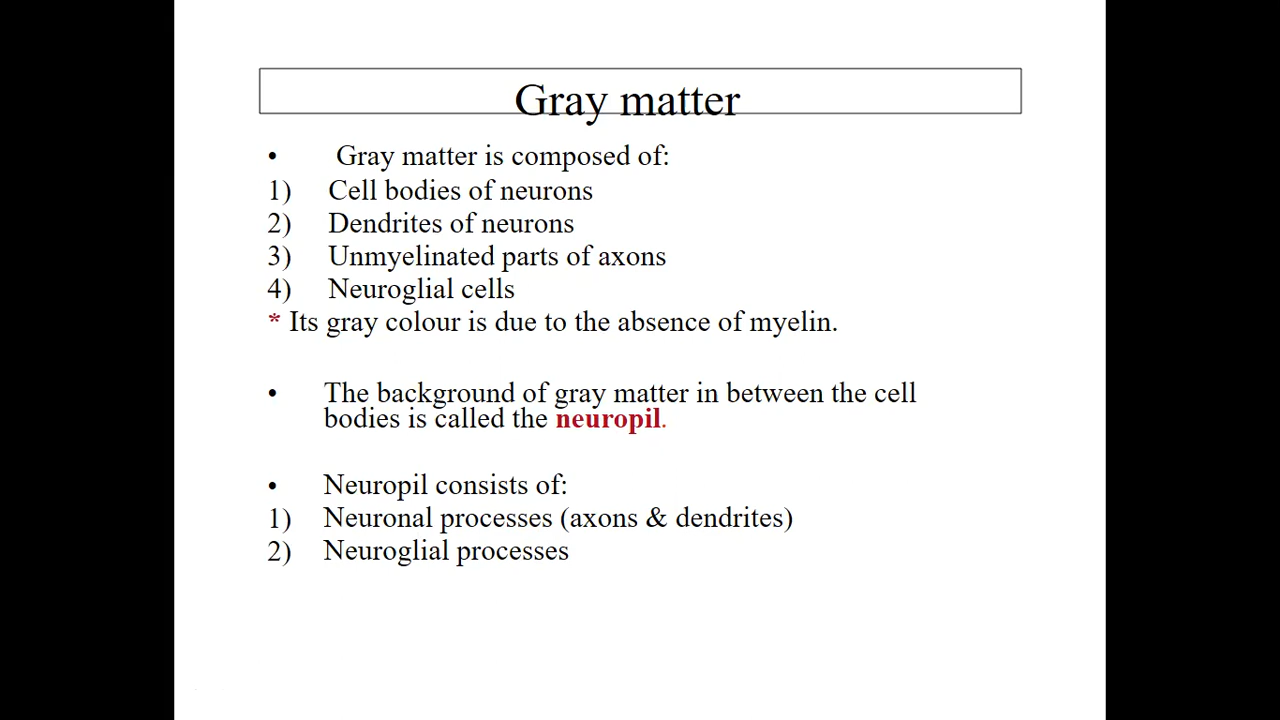 Gray matter
• Gray matter is composed of:
1) Cell bodies of neurons
2) Dendrites of neurons
3) Unmyelinated parts of axons
4) Neuroglial cells
* Its gray colour is due to the absence of myelin.
• The background of gray matter in between the cell
bodies is called the neuropil.
• Neuropil consists of:
1) Neuronal processes (axons & dendrites)
2) Neuroglial processes